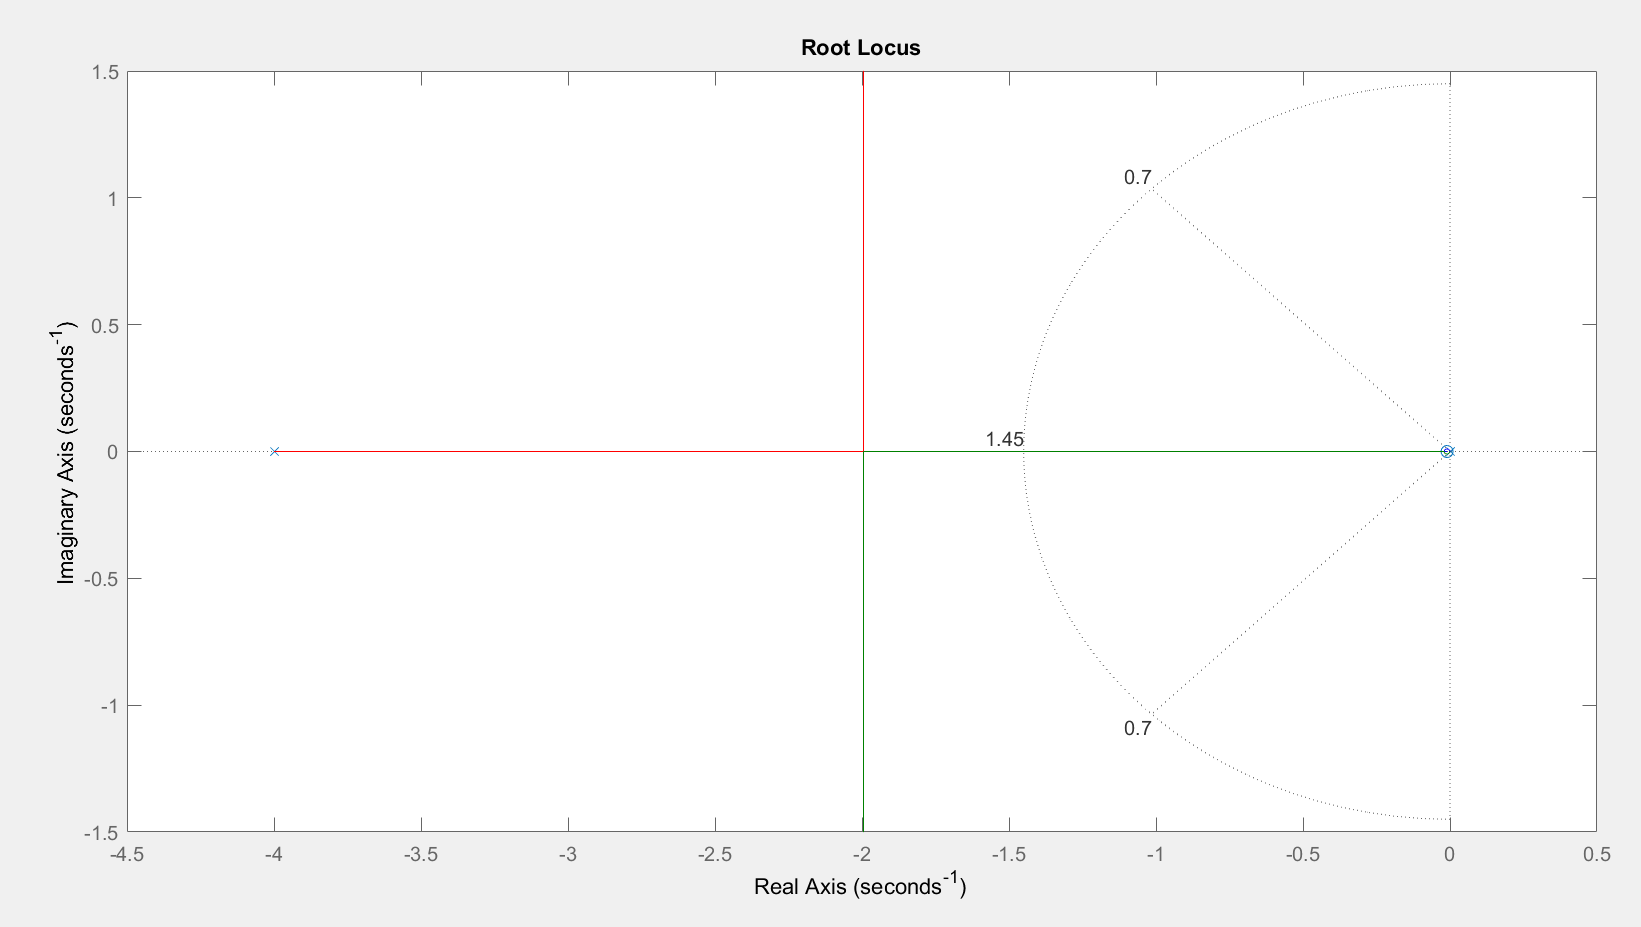 Root Locus
1.5
1
0.5
0
-0.5
-1
-1.5
Imaginary Axis (seconds⁻¹)
0.7
1.45
0.7
-4.5 -4 -3.5 -3 -2.5 -2 -1.5 -1 -0.5 0 0.5
Real Axis (seconds⁻¹)